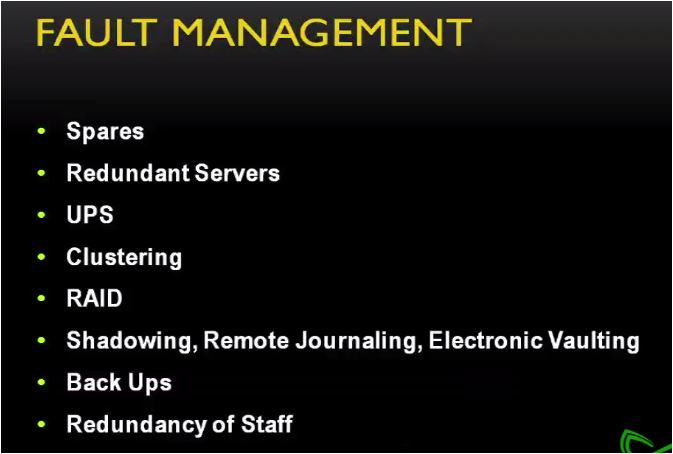 FAULT MANAGEMENT
• Spares
• Redundant Servers
• UPS
• Clustering
• RAID
• Shadowing, Remote Journaling, Electronic Vaulting
• Back Ups
• Redundancy of Staff